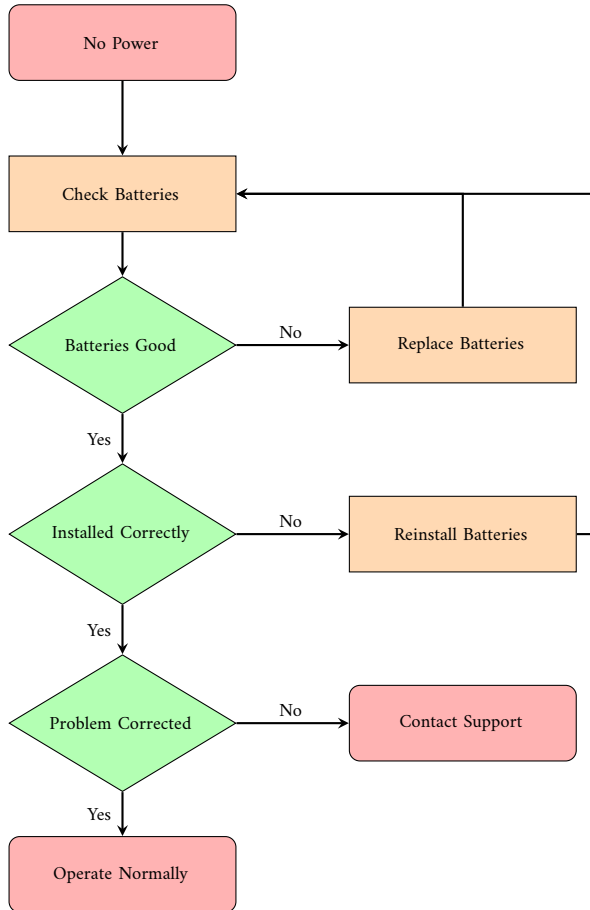 No Power
Check Batteries
Batteries Good
No
Replace Batteries
Yes
Installed Correctly
No
Reinstall Batteries
Yes
Problem Corrected
No
Contact Support
Yes
Operate Normally